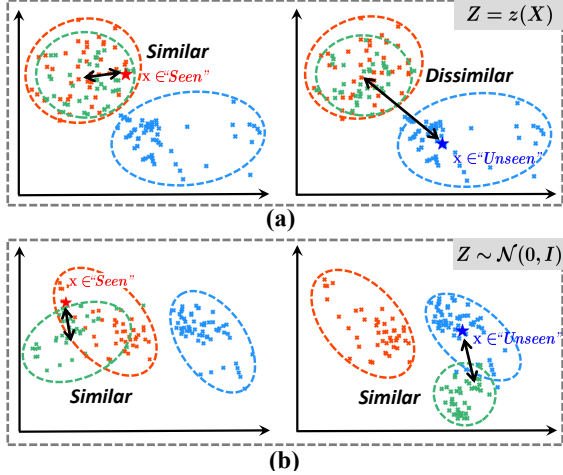 Z = z(X)
Similar
x ∈ "Seen"
Dissimilar
x ∈ "Unseen"
(a)
Z ∼ 𝒩(0, I)
x ∈ "Seen"
x ∈ "Unseen"
Similar
Similar
(b)